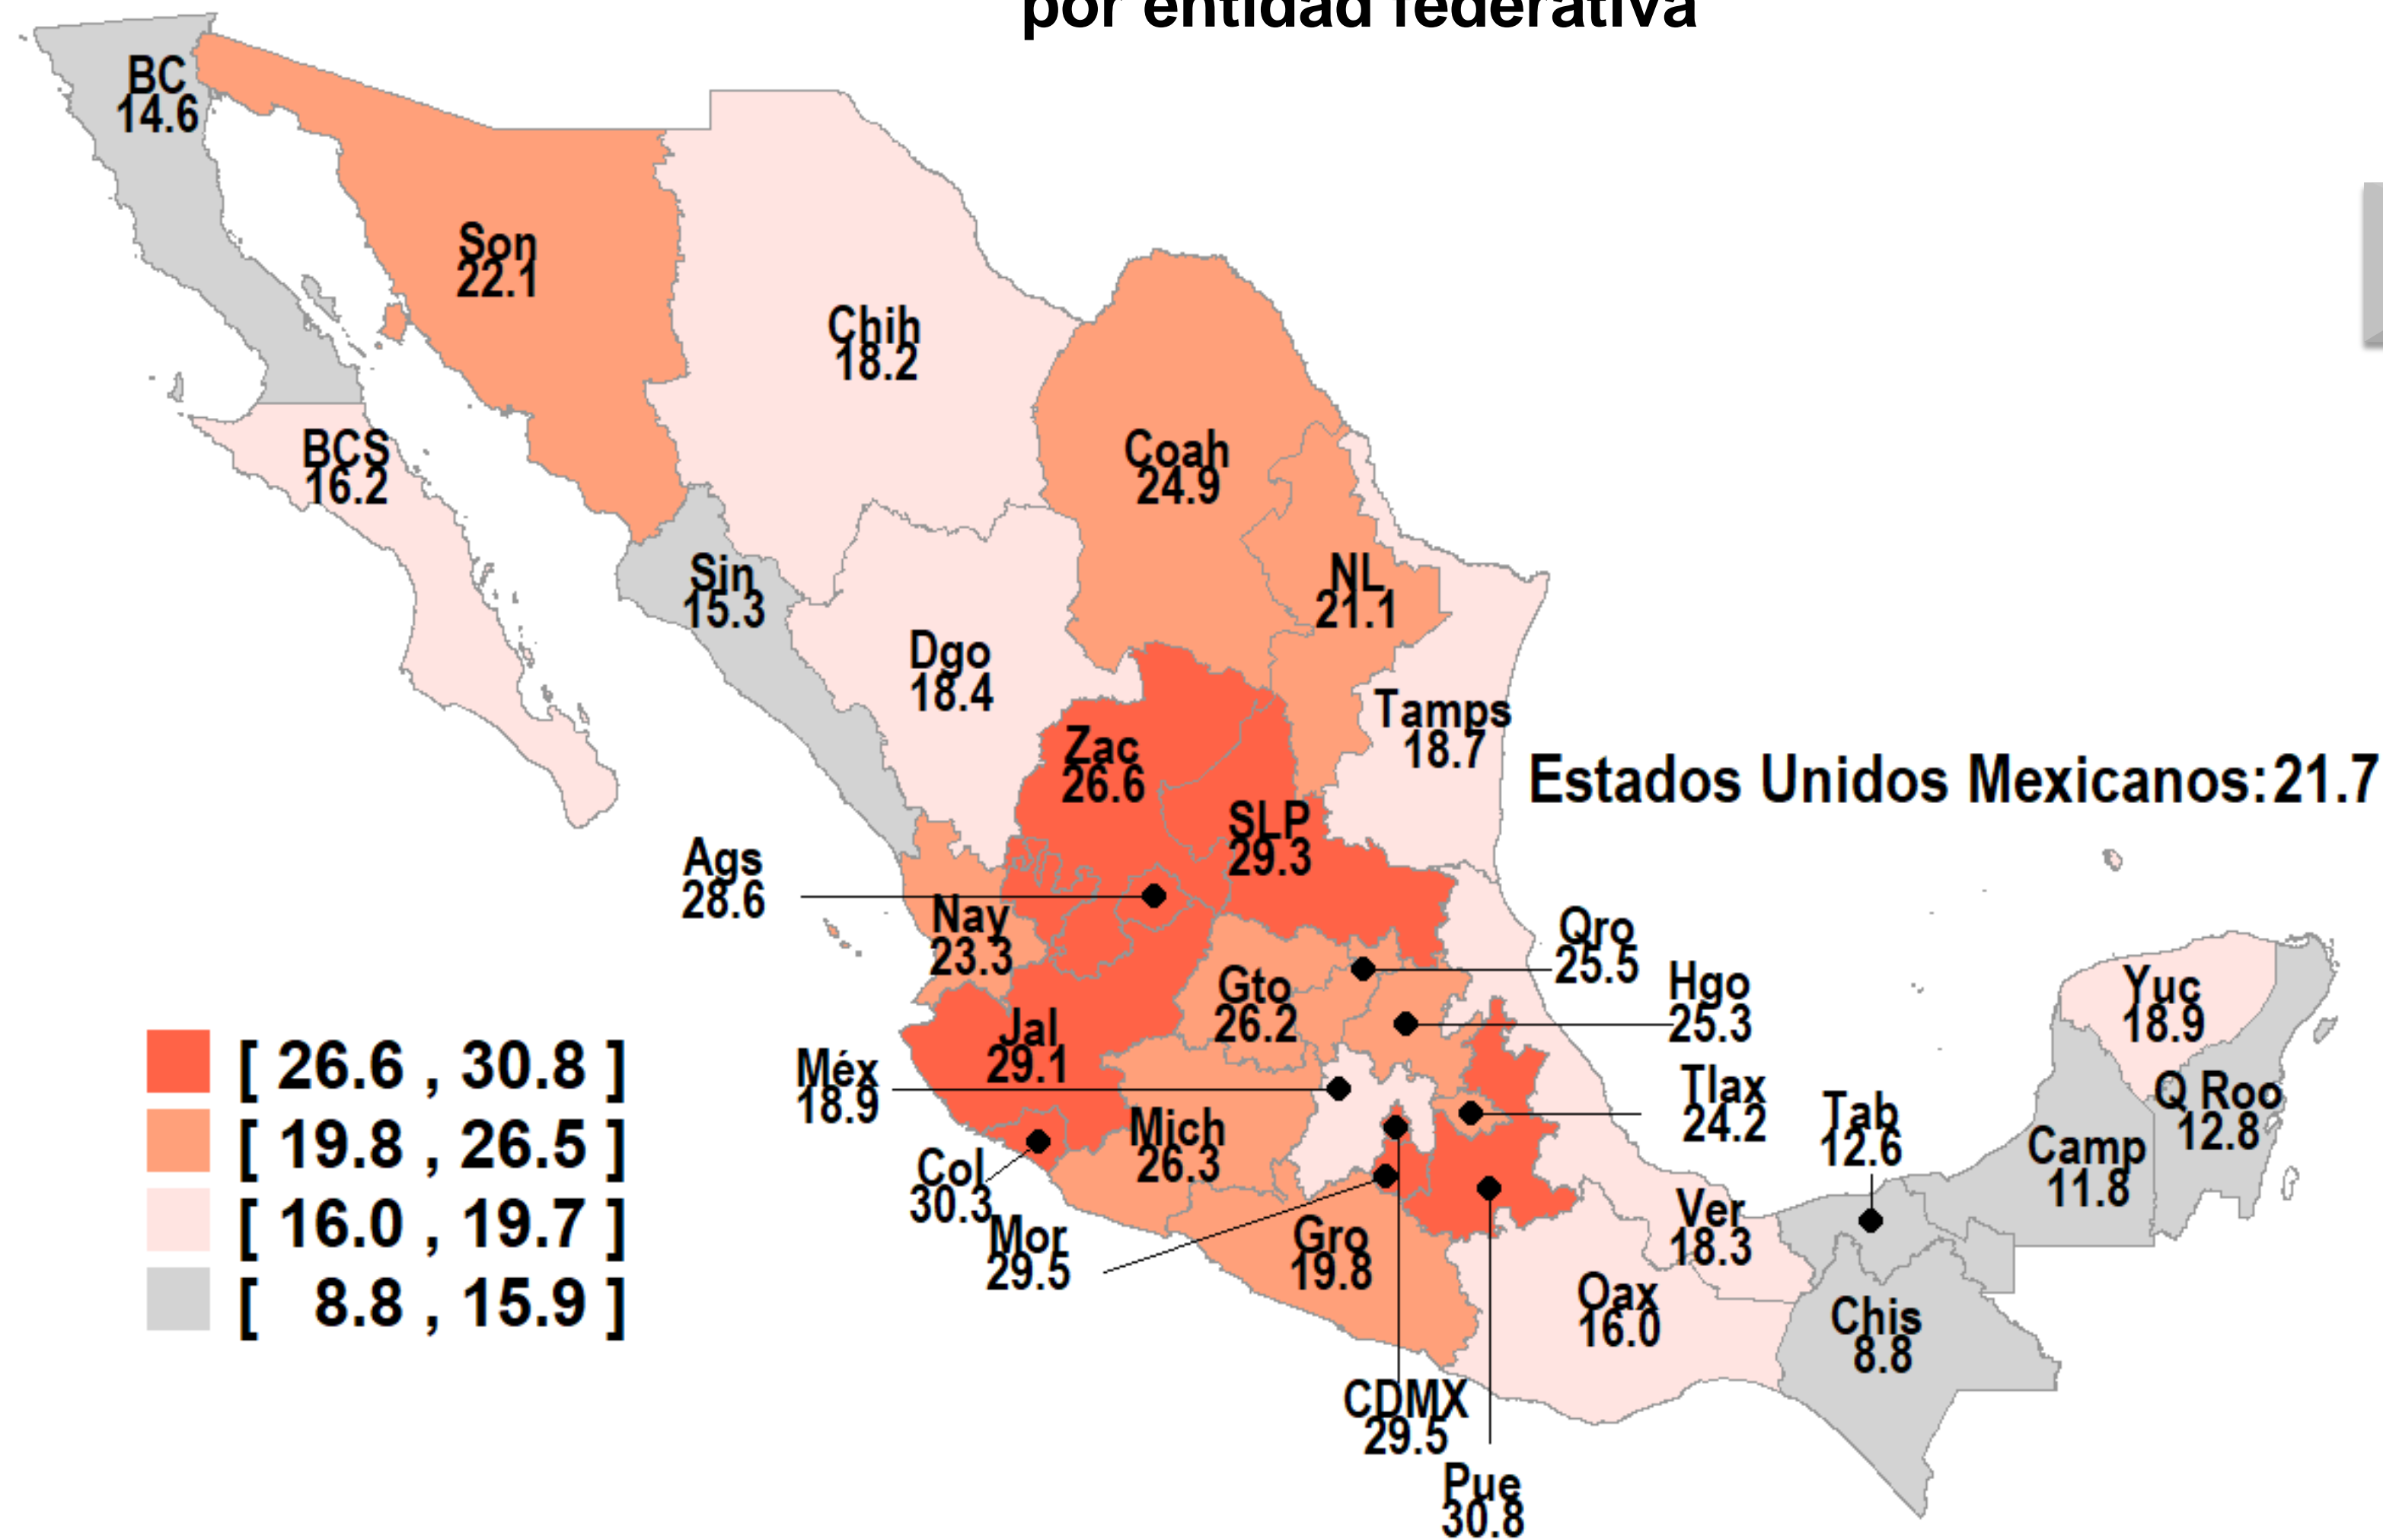 por entidad federativa
BC
14.6
Son
22.1
Chih
18.2
BCS
16.2
Coah
24.9
Sin
15.3
NL
21.1
Dgo
18.4
Tamps
18.7
Zac
26.6
Estados Unidos Mexicanos:21.7
SLP
29.3
Ags
28.6
Nay
23.3
Qro
25.5
Gto
26.2
Hgo
25.3
Yuc
18.9
Jal
29.1
Méx
18.9
Tlax
24.2
Q Roo
12.8
Tab
12.6
Mich
26.3
Camp
11.8
Col
30.3
Mor
29.5
Gro
19.8
Ver
18.3
Oax
16.0
Chis
8.8
CDMX
29.5
Pue
30.8
[ 26.6 , 30.8 ]
[ 19.8 , 26.5 ]
[ 16.0 , 19.7 ]
[ 8.8 , 15.9 ]